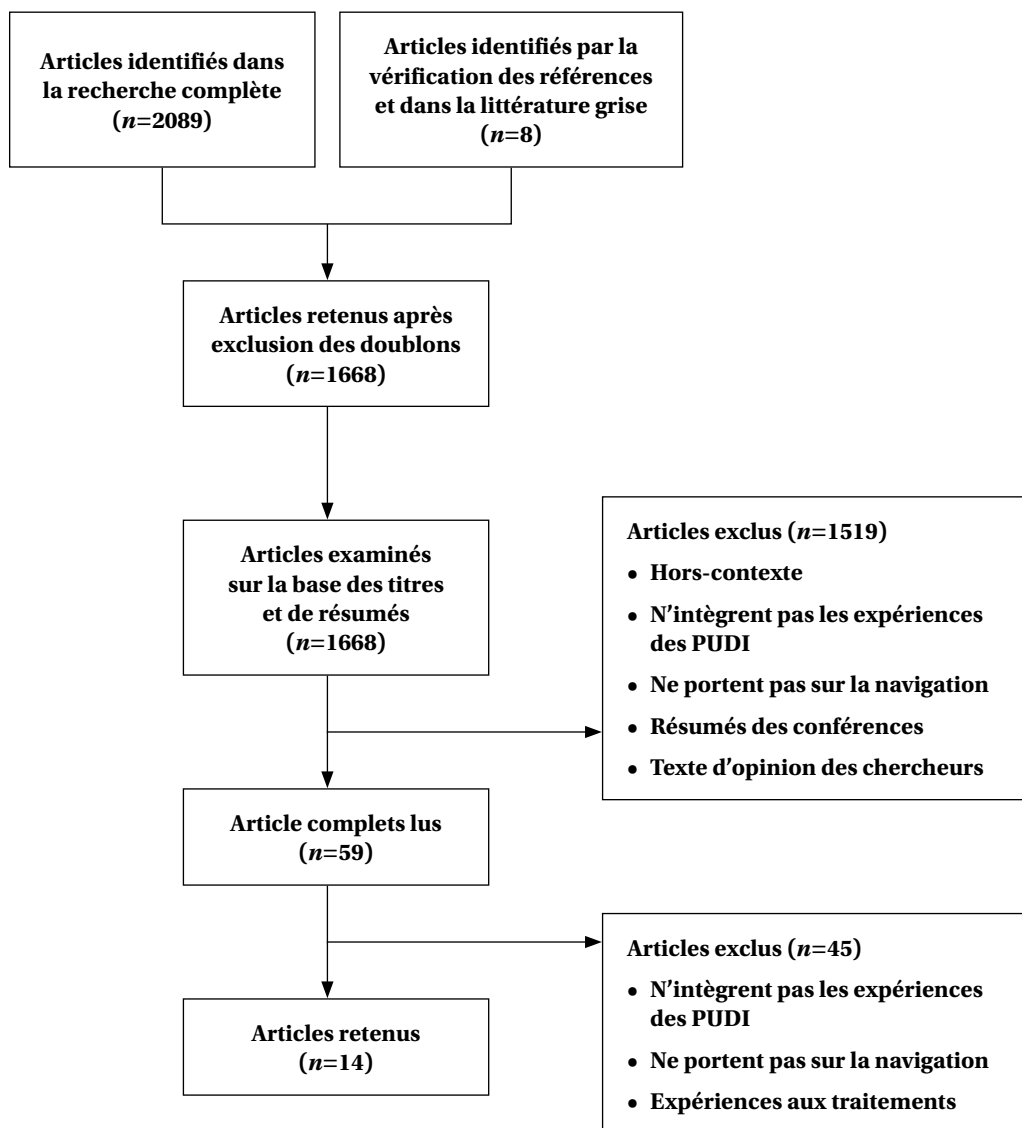 Articles identifiés dans
la recherche complète
(n=2089)
Articles identifiés par la
vérification des références
et dans la littérature grise
(n=8)
Articles retenus après
exclusion des doublons
(n=1668)
Articles examinés
sur la base des titres
et de résumés
(n=1668)
Articles exclus (n=1519)
• Hors-contexte
• N'intègrent pas les expériences
des PUDI
• Ne portent pas sur la navigation
• Résumés des conférences
• Texte d'opinion des chercheurs
Article complets lus
(n=59)
Articles exclus (n=45)
• N'intègrent pas les expériences
des PUDI
• Ne portent pas sur la navigation
• Expériences aux traitements
Articles retenus
(n=14)